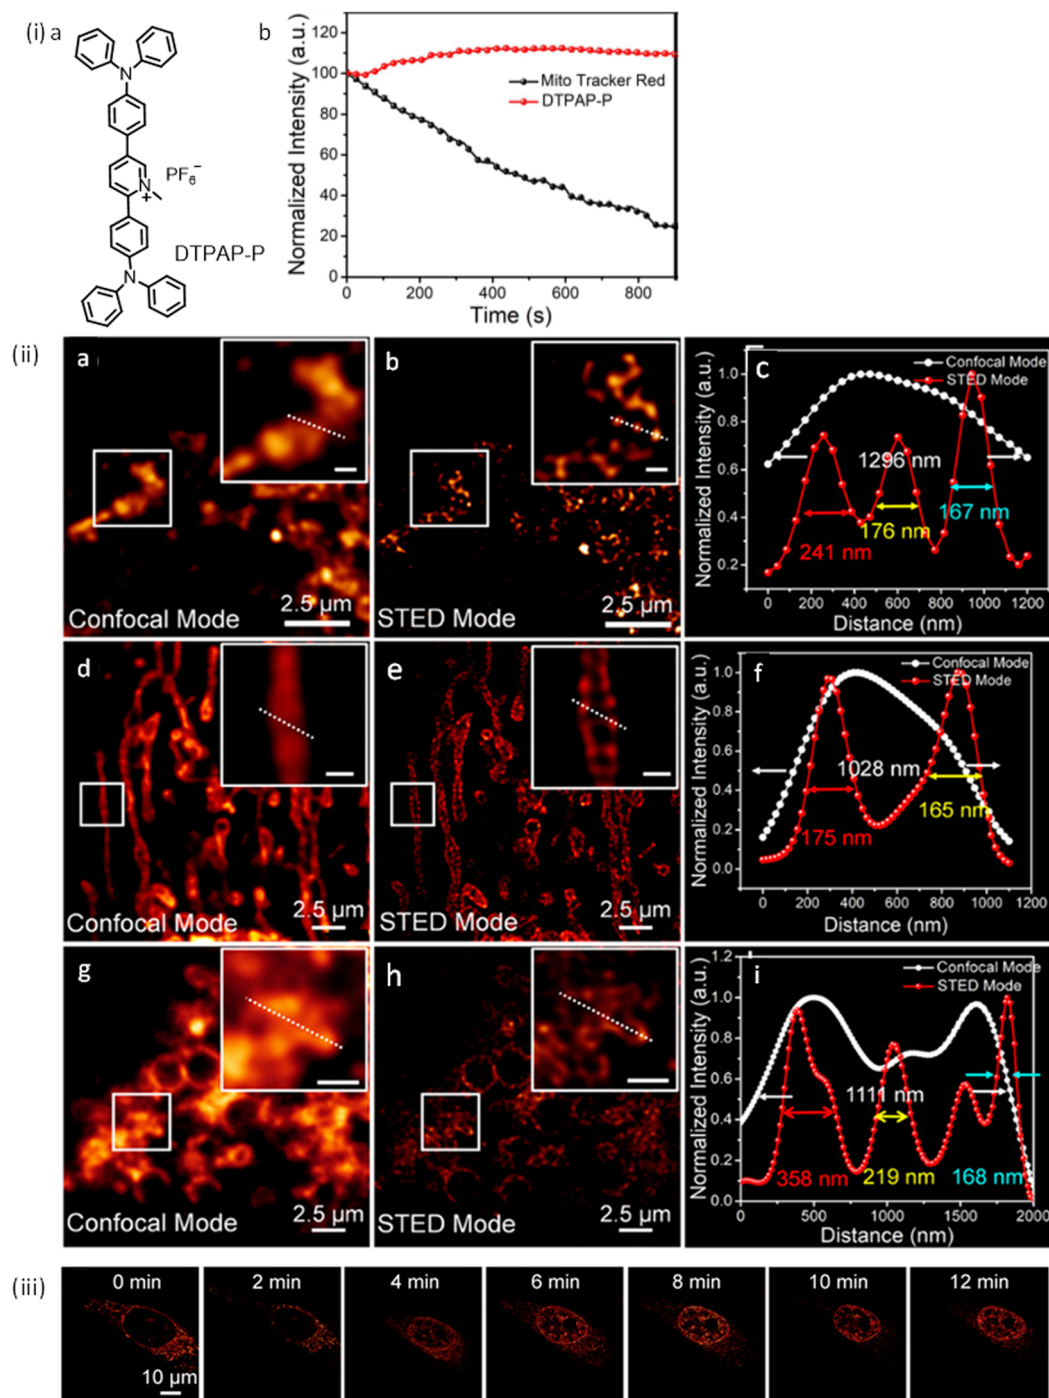 (i) a
N
N
+
N
PF6−
DTPAP-P
b
Normalized Intensity (a.u.)
120
100
80
60
40
20
0
Mito Tracker Red
DTPAP-P
0 200 400 600 800
Time (s)
(ii)
a
Confocal Mode
2.5 μm
b
STED Mode
2.5 μm
c
Normalized Intensity (a.u.)
Confocal Mode
STED Mode
1.0
0.8
0.6
0.4
0.2
1296 nm
167 nm
176 nm
241 nm
0 200 400 600 800 1000 1200
Distance (nm)
d
Confocal Mode
2.5 μm
e
STED Mode
2.5 μm
f
Normalized Intensity (a.u.)
Confocal Mode
STED Mode
1.0
0.8
0.6
0.4
0.2
0.0
1028 nm
165 nm
175 nm
0 200 400 600 800 1000 1200
Distance (nm)
g
Confocal Mode
2.5 μm
h
STED Mode
2.5 μm
i
Normalized Intensity (a.u.)
Confocal Mode
STED Mode
1.2
1.0
0.8
0.6
0.4
0.2
0.0
1111 nm
358 nm
219 nm
168 nm
0 500 1000 1500 2000
Distance (nm)
(iii)
0 min
2 min
4 min
6 min
8 min
10 min
12 min
10 μm